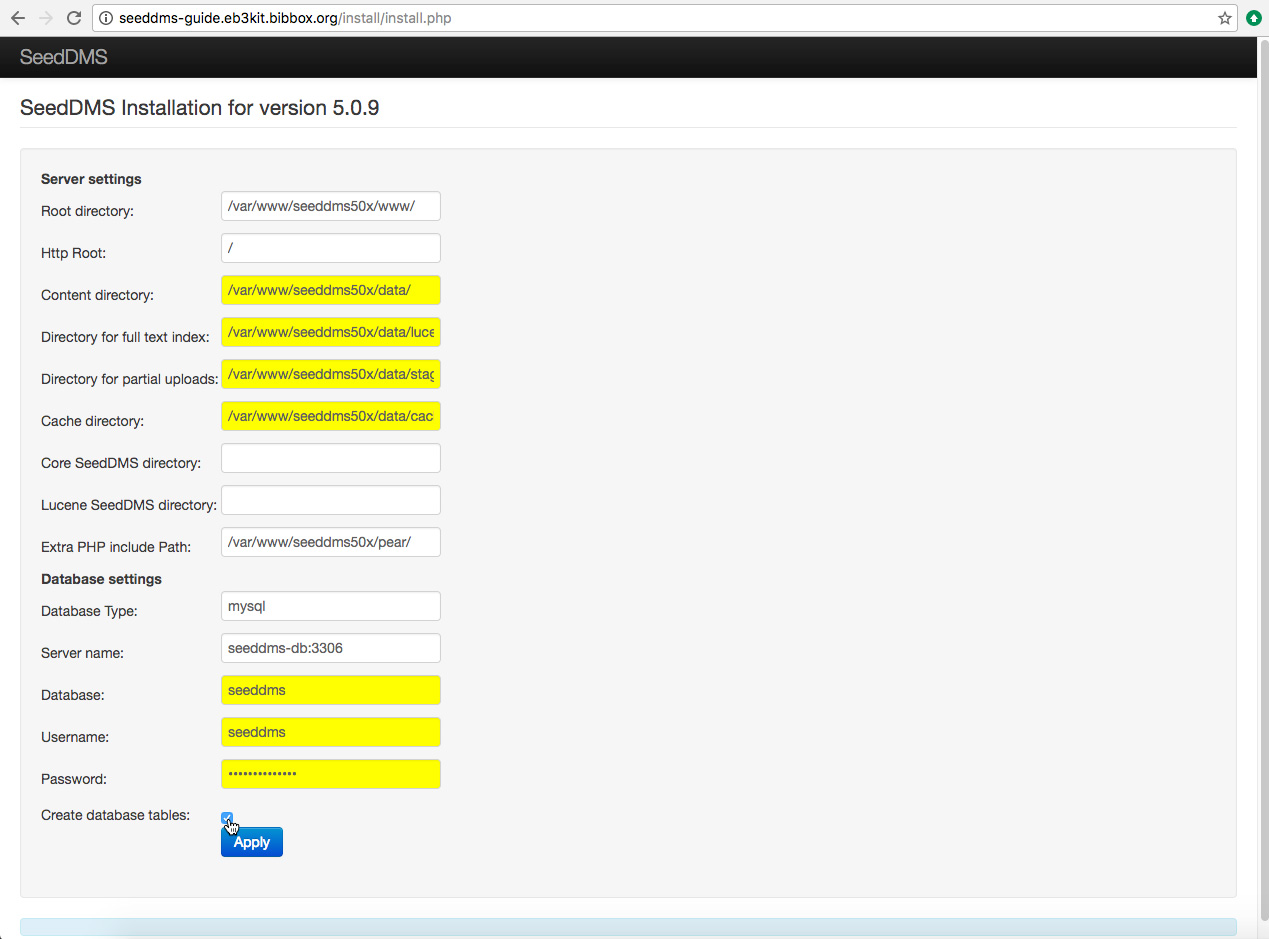 seeddms-guide.eb3kit.bibbox.org/install/install.php
SeedDMS
SeedDMS Installation for version 5.0.9
Server settings
Root directory: /var/www/seeddms50x/www/
Http Root: /
Content directory: /var/www/seeddms50x/data/
Directory for full text index: /var/www/seeddms50x/data/luce
Directory for partial uploads: /var/www/seeddms50x/data/stag
Cache directory: /var/www/seeddms50x/data/cac
Core SeedDMS directory:
Lucene SeedDMS directory:
Extra PHP include Path: /var/www/seeddms50x/pear/
Database settings
Database Type: mysql
Server name: seeddms-db:3306
Database: seeddms
Username: seeddms
Password: ••••••••••••••
Create database tables:
Apply